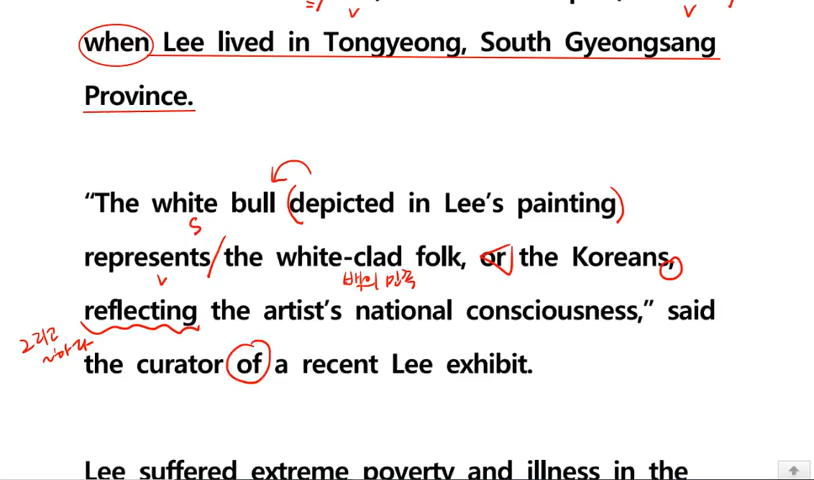 when Lee lived in Tongyeong, South Gyeongsang
Province.
“The white bull (depicted in Lee’s painting)
S
represents / the white-clad folk, or the Koreans,
V
백의 민족
reflecting the artist’s national consciousness,” said
그리고
the curator of a recent Lee exhibit.
Lee suffered extreme poverty and illness in the